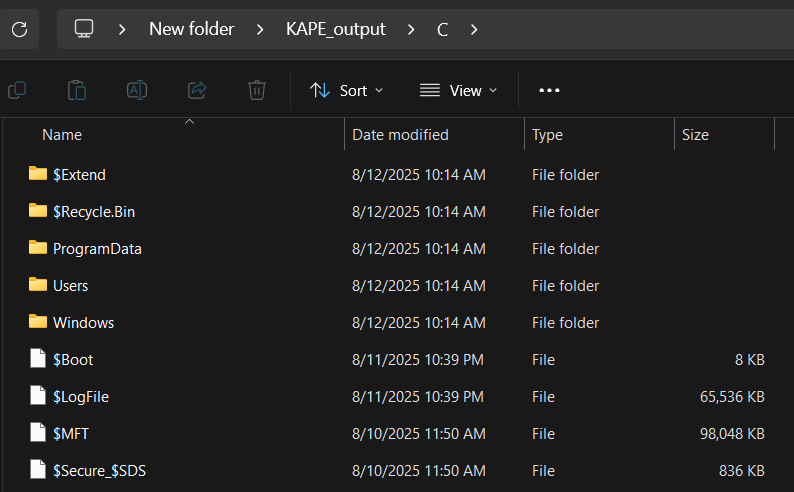 New folder > KAPE_output > C >
Sort View
Name Date modified Type Size
$Extend 8/12/2025 10:14 AM File folder
$Recycle.Bin 8/12/2025 10:14 AM File folder
ProgramData 8/12/2025 10:14 AM File folder
Users 8/12/2025 10:14 AM File folder
Windows 8/12/2025 10:14 AM File folder
$Boot 8/11/2025 10:39 PM File 8 KB
$LogFile 8/11/2025 10:39 PM File 65,536 KB
$MFT 8/10/2025 11:50 AM File 98,048 KB
$Secure_$SDS 8/10/2025 11:50 AM File 836 KB